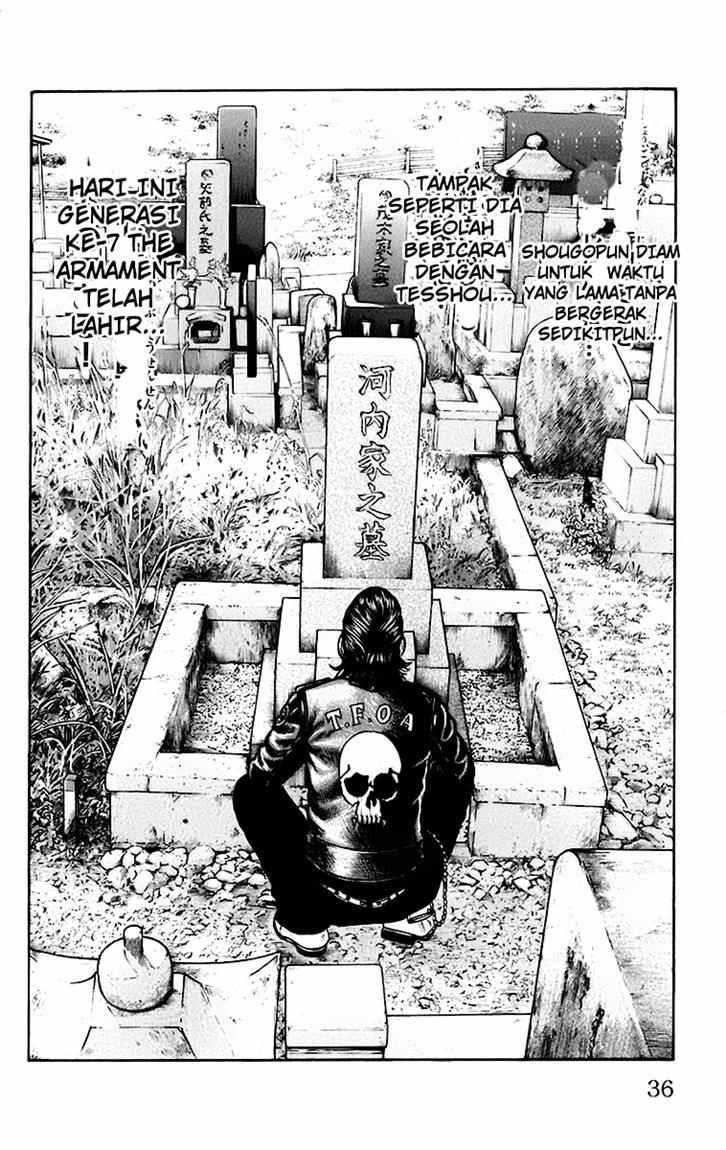 SHOUGOPUN DIAM
UNTUK WAKTU
YANG LAMA TANPA
BERGERAK
SEDIKITPUN...
TAMPAK
SEPERTI DIA
SEOLAH
BEBICARA
DENGAN
TESSHOU...
HARI INI
GENERASI
KE-7 THE
ARMAMENT
TELAH
LAHIR...
!
河内家之墓
T.F.O.A
36